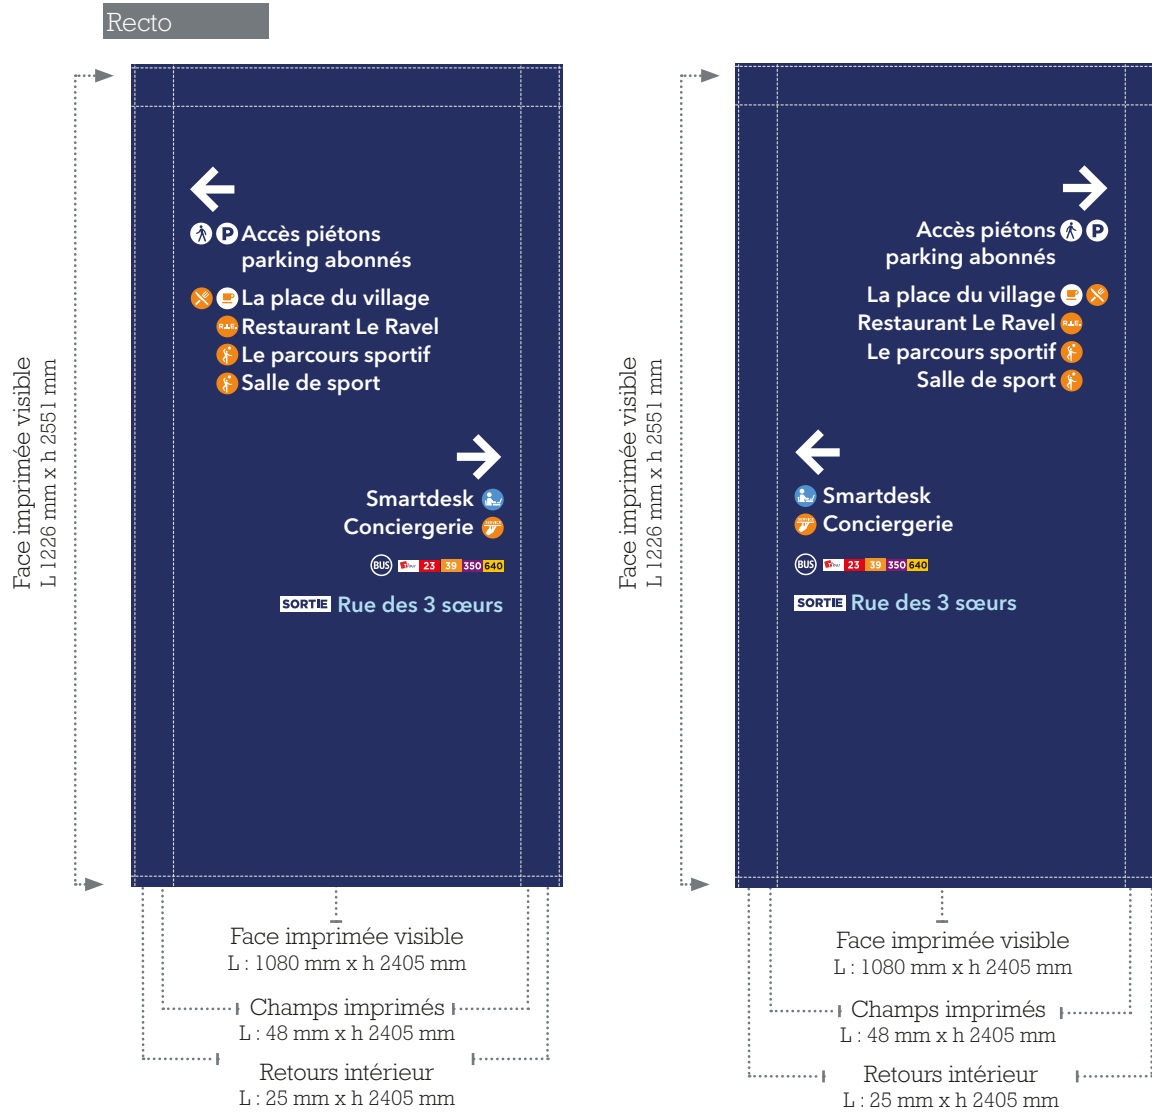 Recto
Face imprimée visible
L 1226 mm x h 2551 mm
P Accès piétons
parking abonnés
La place du village
R.I.E. Restaurant Le Ravel
Le parcours sportif
Salle de sport
Smartdesk
Conciergerie
BUS 23 39 350 640
SORTIE Rue des 3 sœurs
Face imprimée visible
L : 1080 mm x h 2405 mm
Champs imprimés
L : 48 mm x h 2405 mm
Retours intérieur
L : 25 mm x h 2405 mm
Face imprimée visible
L 1226 mm x h 2551 mm
Accès piétons P
parking abonnés
La place du village
Restaurant Le Ravel R.I.E.
Le parcours sportif
Salle de sport
Smartdesk
Conciergerie
BUS 23 39 350 640
SORTIE Rue des 3 sœurs
Face imprimée visible
L : 1080 mm x h 2405 mm
Champs imprimés
L : 48 mm x h 2405 mm
Retours intérieur
L : 25 mm x h 2405 mm